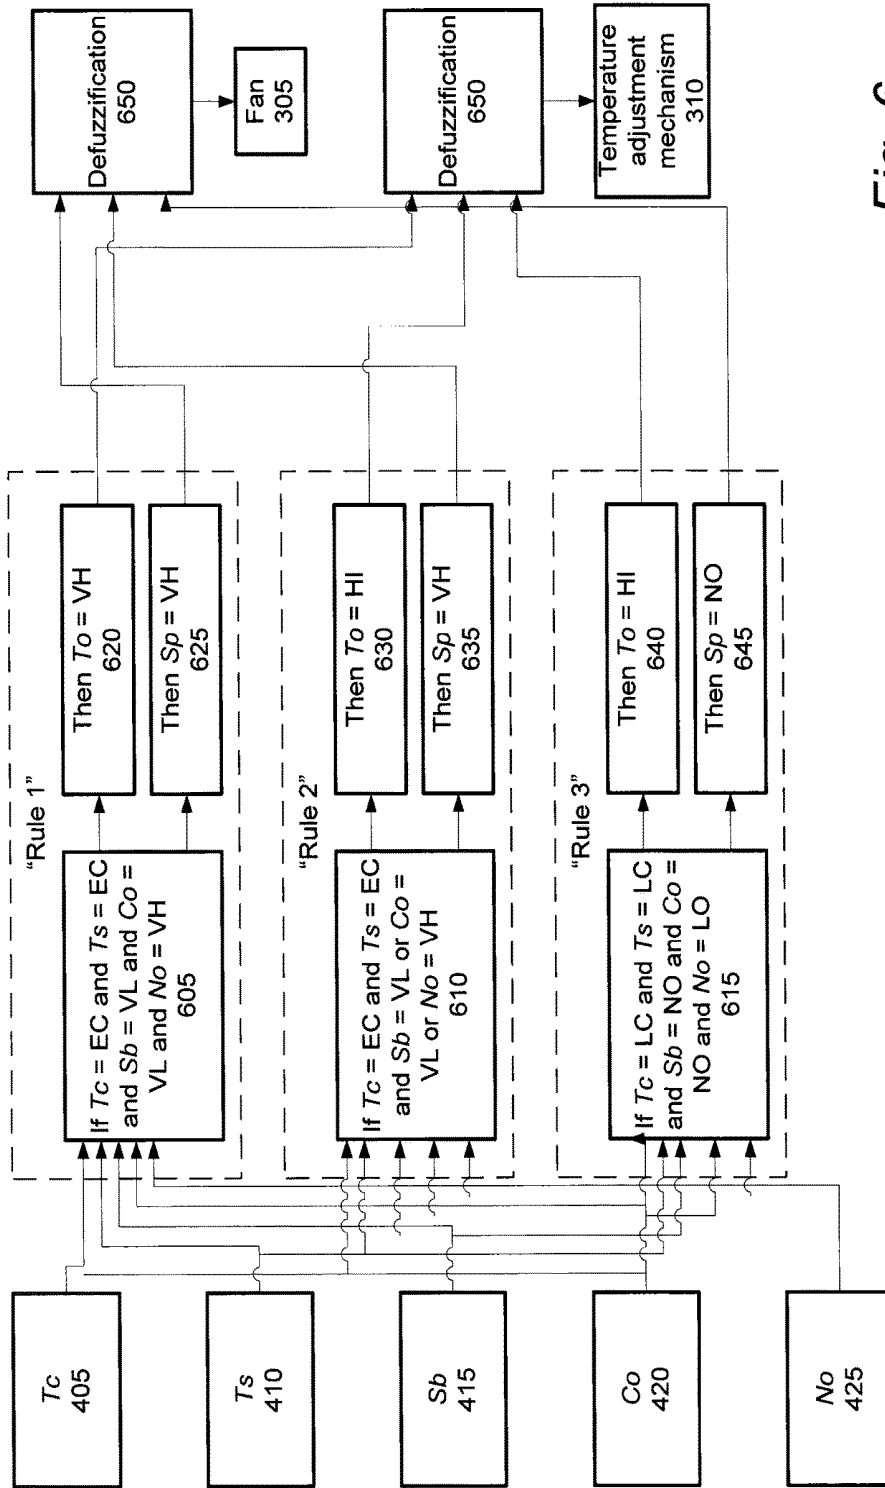 Tc
405
Ts
410
Sb
415
Co
420
No
425
"Rule 1"
If Tc = EC and Ts = EC
and Sb = VL and Co =
VL and No = VH
605
Then To = VH
620
Then Sp = VH
625
"Rule 2"
If Tc = EC and Ts = EC
and Sb = VL or Co =
VL or No = VH
610
Then To = HI
630
Then Sp = VH
635
"Rule 3"
If Tc = LC and Ts = LC
and Sb = NO and Co =
NO and No = LO
615
Then To = HI
640
Then Sp = NO
645
Defuzzification
650
Fan
305
Defuzzification
650
Temperature
adjustment
mechanism
310
Fig.